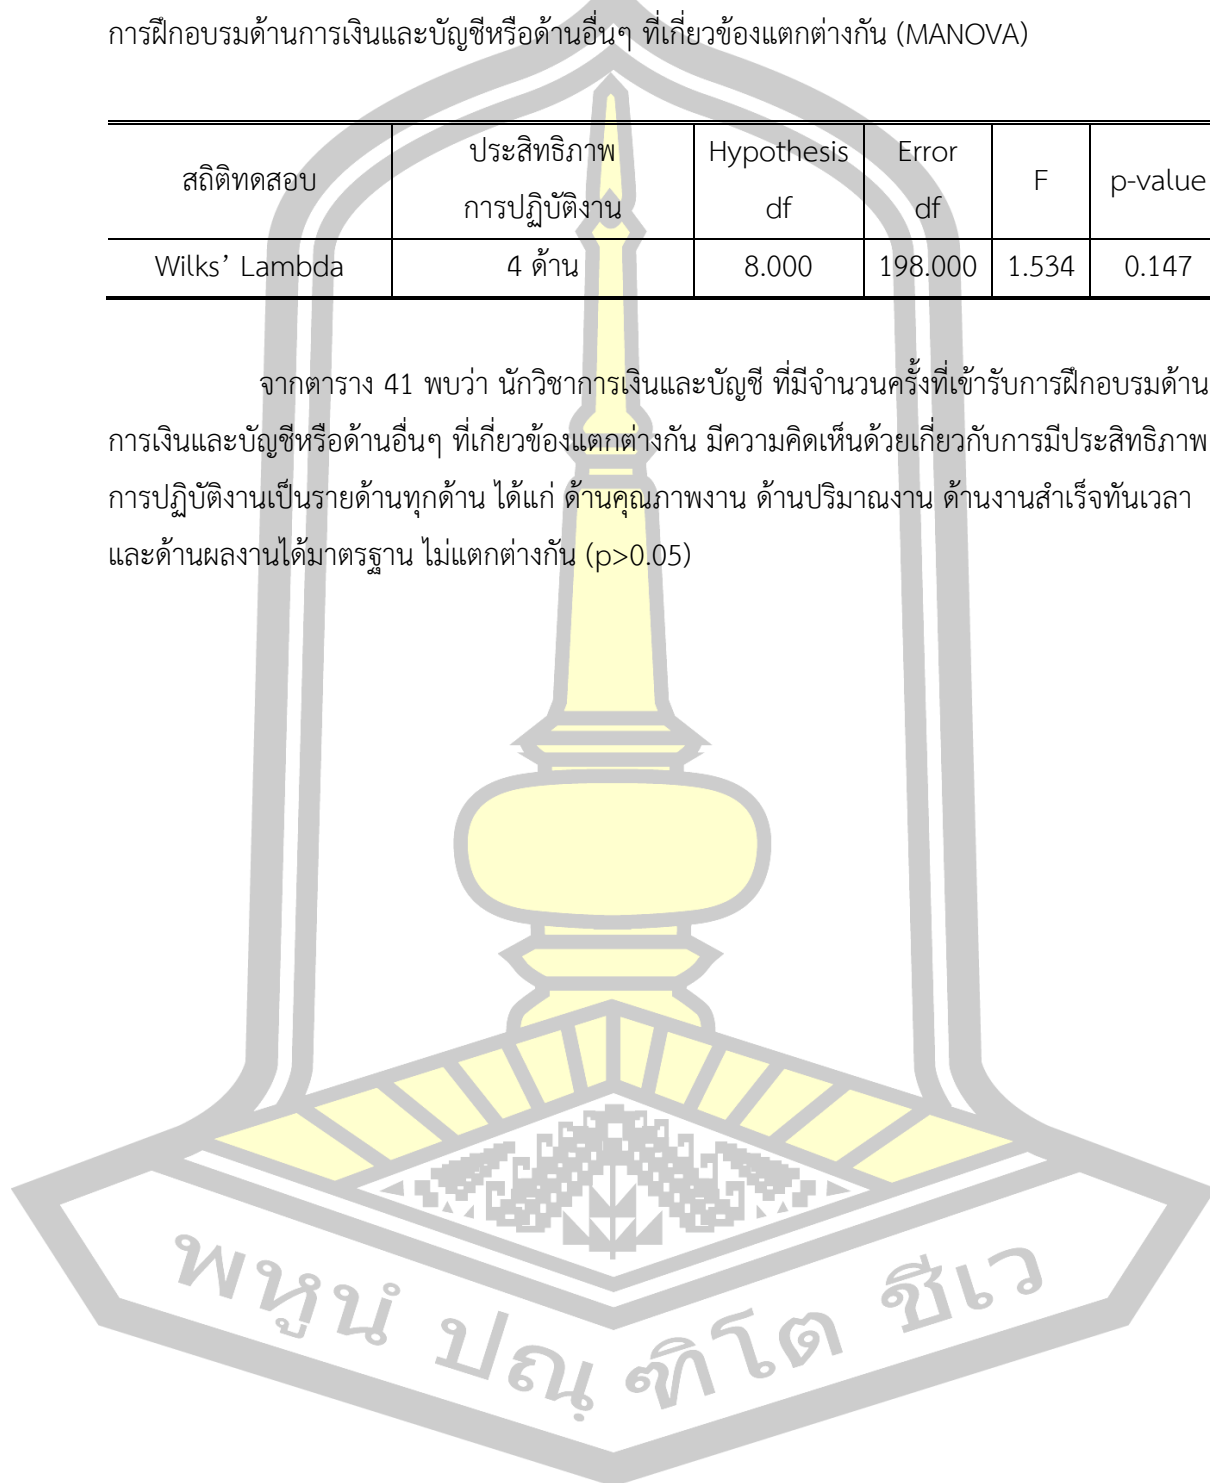 การฝึกอบรมด้านการเงินและบัญชีหรือด้านอื่นๆ ที่เกี่ยวข้องแตกต่างกัน (MANOVA)
สถิติทดสอบ ประสิทธิภาพ การปฏิบัติงาน Hypothesis df Error df F p-value
Wilks’ Lambda 4 ด้าน 8.000 198.000 1.534 0.147
จากตาราง 41 พบว่า นักวิชาการเงินและบัญชี ที่มีจำนวนครั้งที่เข้ารับการฝึกอบรมด้าน
การเงินและบัญชีหรือด้านอื่นๆ ที่เกี่ยวข้องแตกต่างกัน มีความคิดเห็นด้วยเกี่ยวกับการมีประสิทธิภาพ
การปฏิบัติงานเป็นรายด้านทุกด้าน ได้แก่ ด้านคุณภาพงาน ด้านปริมาณงาน ด้านงานสำเร็จทันเวลา
และด้านผลงานได้มาตรฐาน ไม่แตกต่างกัน (p>0.05)
พหูนํ ปณฺฑิโต ชีเว